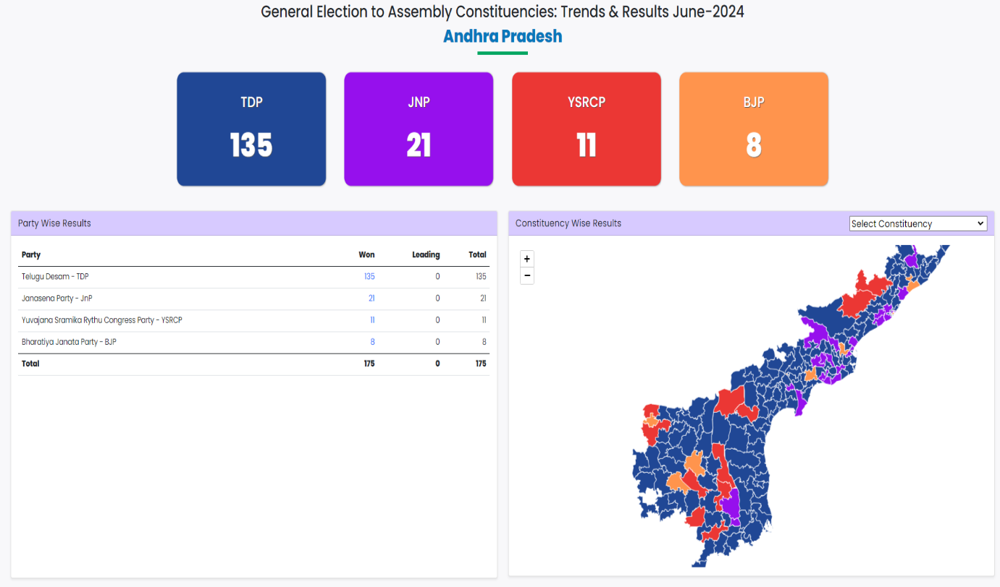 General Election to Assembly Constituencies: Trends & Results June-2024
Andhra Pradesh
TDP
135
JNP
21
YSRCP
11
BJP
8
Party Wise Results
Party Won Leading Total
Telugu Desam - TDP 135 0 135
Janasena Party - JnP 21 0 21
Yuvajana Sramika Rythu Congress Party - YSRCP 11 0 11
Bharatiya Janata Party - BJP 8 0 8
Total 175 0 175
Constituency Wise Results
Select Constituency
+
−